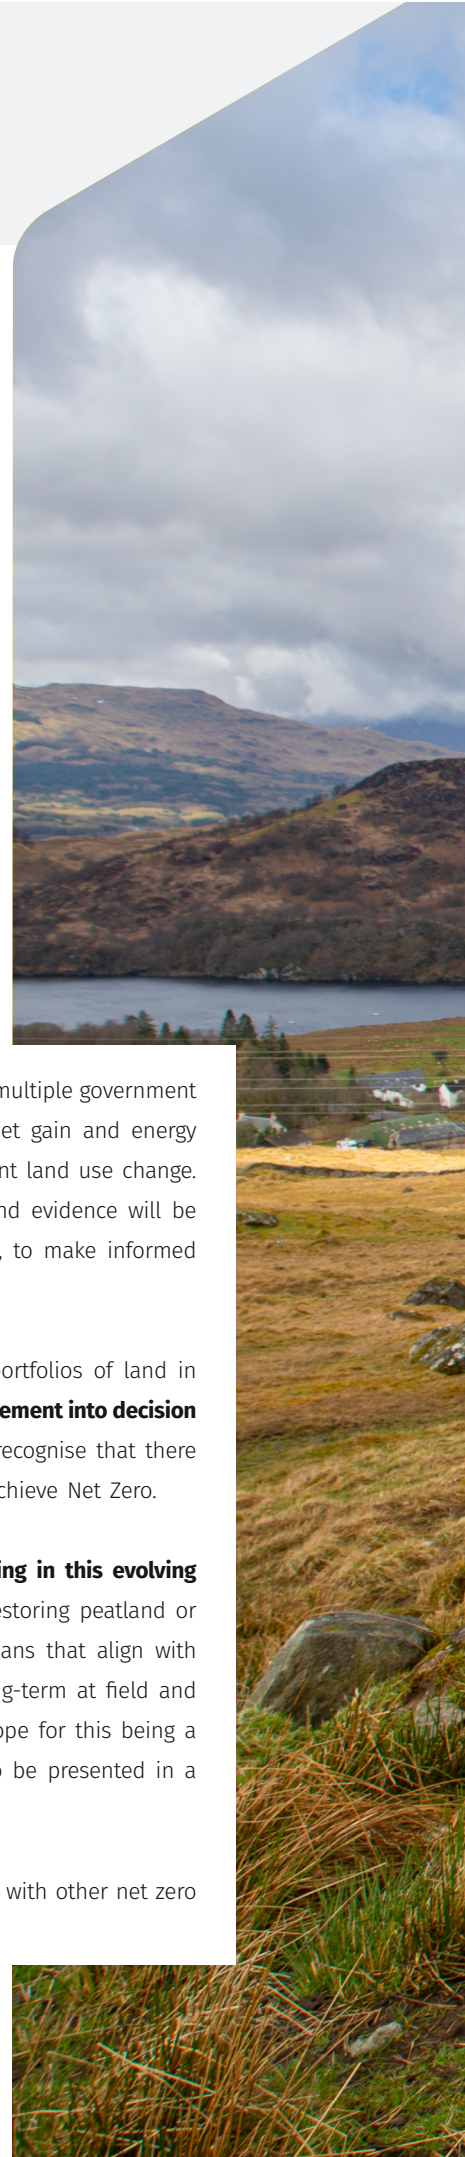 multiple government
et gain and energy
nt land use change.
nd evidence will be
, to make informed
ortfolios of land in
ement into decision
recognise that there
chieve Net Zero.
ing in this evolving
estoring peatland or
ans that align with
g-term at field and
ope for this being a
o be presented in a
with other net zero